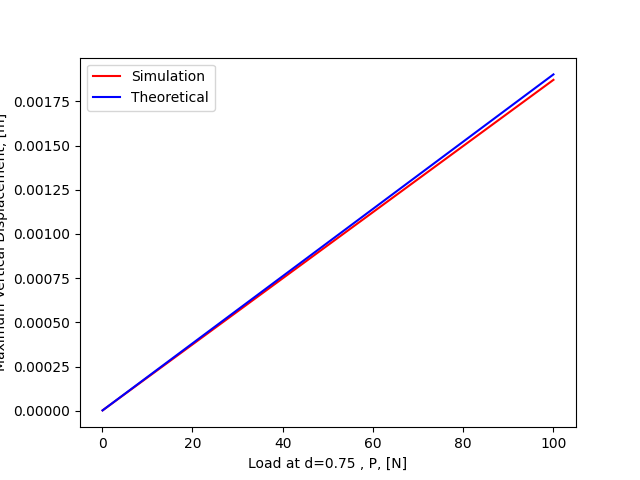 Simulation
Theoretical
0.00175
0.00150
0.00125
0.00100
0.00075
0.00050
0.00025
0.00000
Vertical Displacement, [m]
0 20 40 60 80 100
Load at d=0.75 , P, [N]